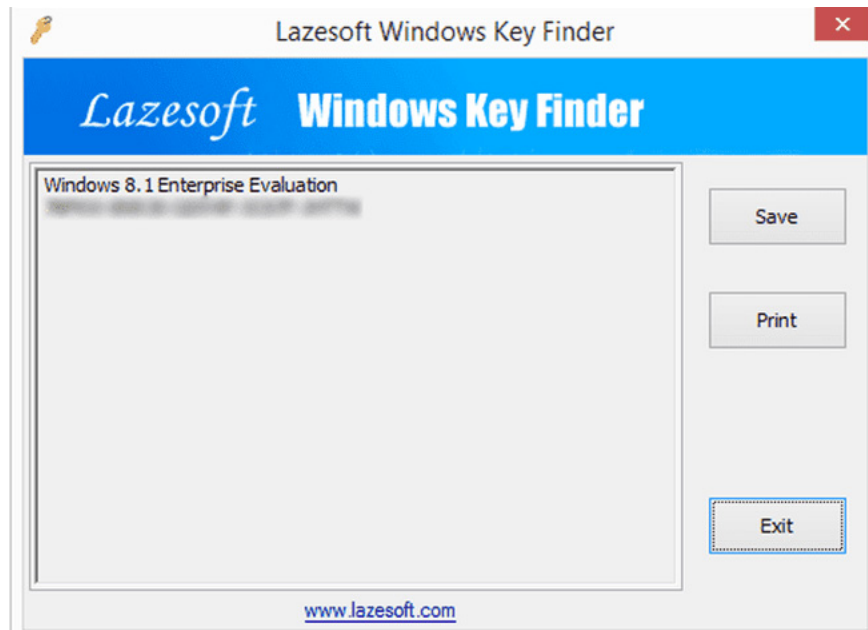 Lazesoft Windows Key Finder
Lazesoft Windows Key Finder
Windows 8.1 Enterprise Evaluation
Save
Print
Exit
www.lazesoft.com